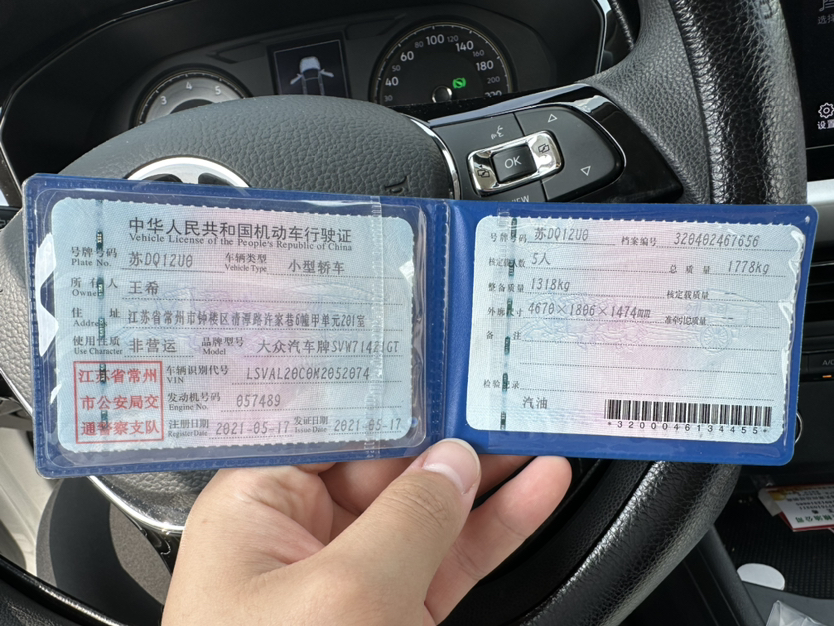 4 5
40 60 80 100 120 140 180 200 220
OK
VIEW
设置
中华人民共和国机动车行驶证
Vehicle License of the People's Republic of China
号牌号码 Plate No. 苏DQ12U0 车辆类型 Vehicle Type 小型轿车
所有人 Owner 王希
住址 Address 江苏省常州市钟楼区清潭路许家巷6幢甲单元201室
使用性质 Use Character 非营运 品牌型号 Model 大众汽车牌SVW71421GT
江苏省常州
市公安局交
通警察支队
车辆识别代号 VIN LSVAL20C0M2052074
发动机号码 Engine No. 057489
注册日期 Register Date 2021-05-17 发证日期 Issue Date 2021-05-17
号牌号码 苏DQ12U0 档案编号 320402467656
核定载人数 5人 总质量 1778kg
整备质量 1318kg 核定载质量
外廓尺寸 4670×1806×1474mm 准牵引总质量
备注
检验记录
汽油
*3200046134455*